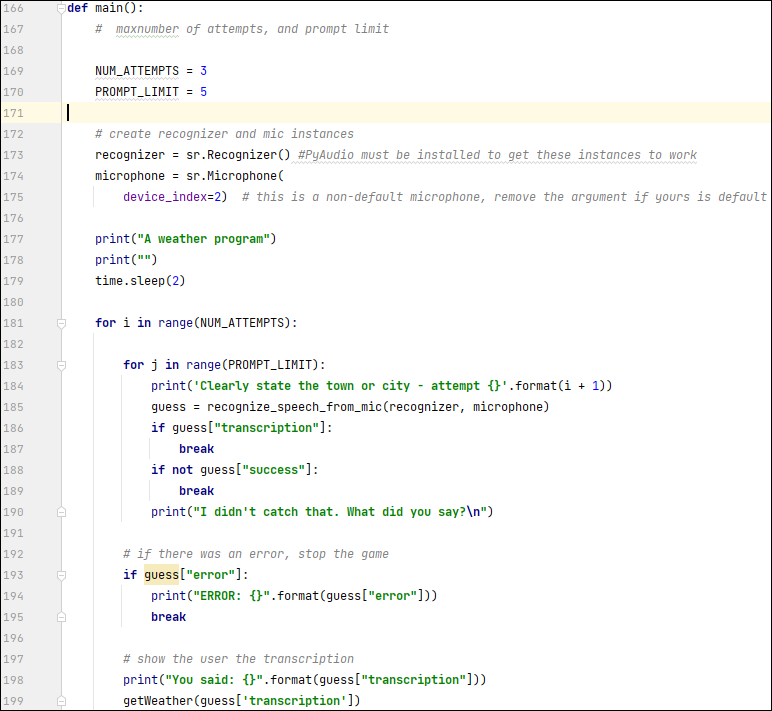 166 def main():
167 #  maxnumber of attempts, and prompt limit
168
169 NUM_ATTEMPTS = 3
170 PROMPT_LIMIT = 5
171
172 # create recognizer and mic instances
173 recognizer = sr.Recognizer() #PyAudio must be installed to get these instances to work
174 microphone = sr.Microphone(
175 device_index=2)  # this is a non-default microphone, remove the argument if yours is default
176
177 print("A weather program")
178 print("")
179 time.sleep(2)
180
181 for i in range(NUM_ATTEMPTS):
182
183 for j in range(PROMPT_LIMIT):
184 print('Clearly state the town or city - attempt {}'.format(i + 1))
185 guess = recognize_speech_from_mic(recognizer, microphone)
186 if guess["transcription"]:
187 break
188 if not guess["success"]:
189 break
190 print("I didn't catch that. What did you say?\n")
191
192 # if there was an error, stop the game
193 if guess["error"]:
194 print("ERROR: {}".format(guess["error"]))
195 break
196
197 # show the user the transcription
198 print("You said: {}".format(guess["transcription"]))
199 getWeather(guess['transcription'])